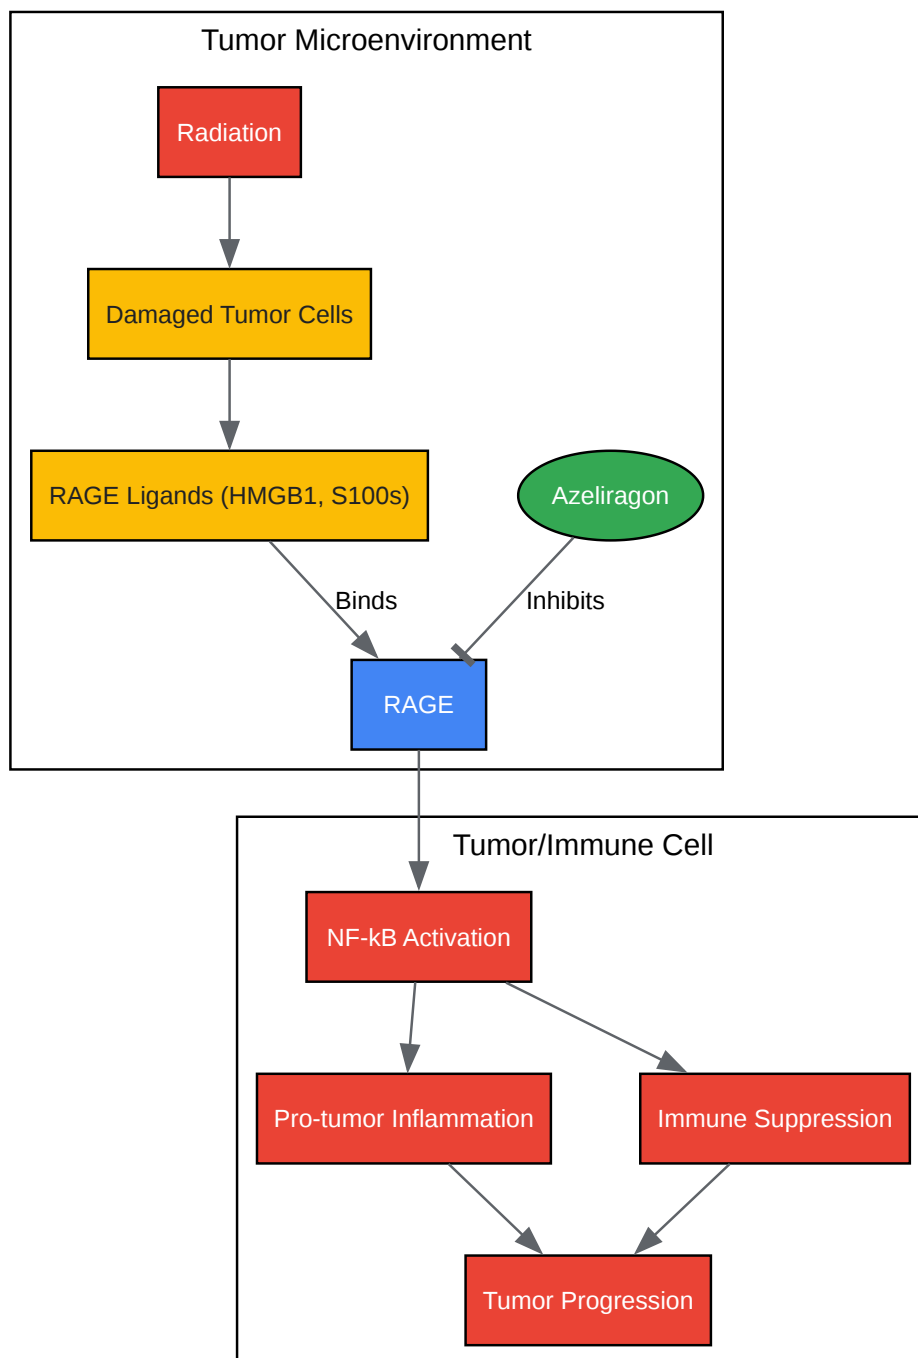 Tumor Microenvironment
Radiation
Damaged Tumor Cells
RAGE Ligands (HMGB1, S100s)
Azeliragon
Binds
Inhibits
RAGE
Tumor/Immune Cell
NF-kB Activation
Pro-tumor Inflammation
Immune Suppression
Tumor Progression